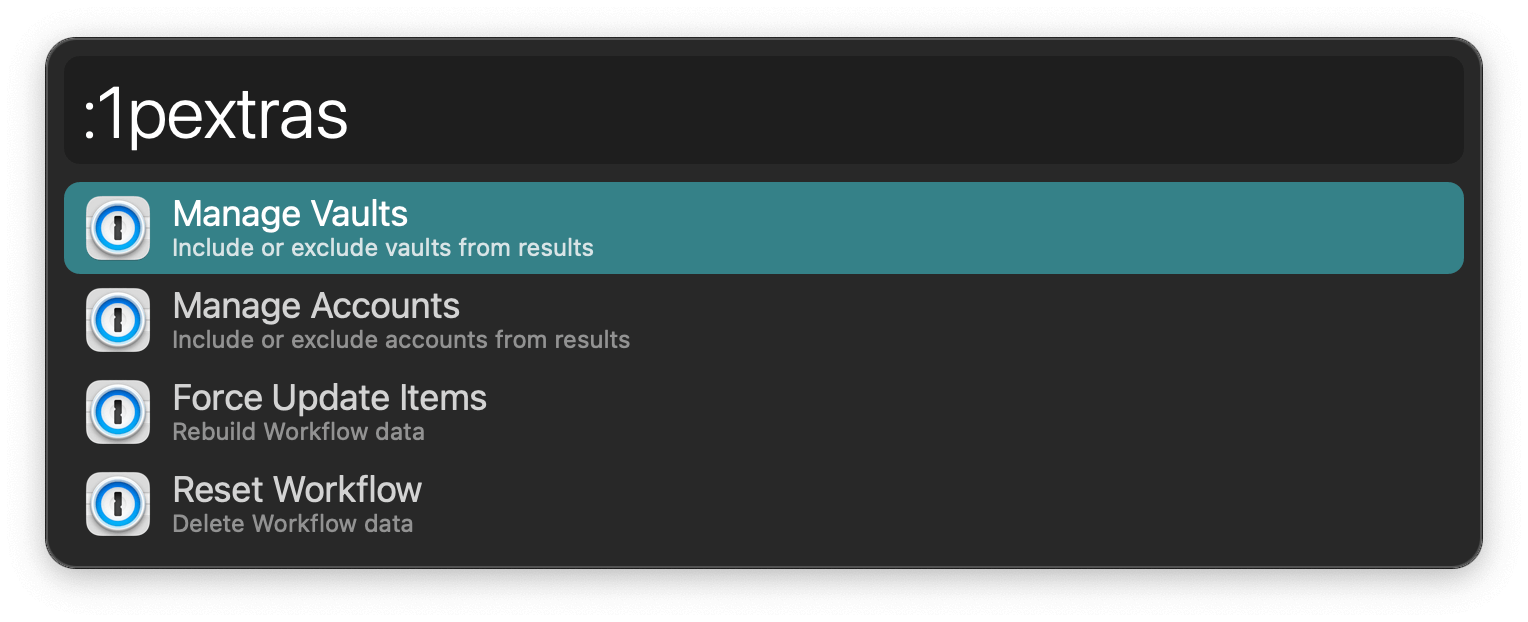 :1pextras
Manage Vaults
Include or exclude vaults from results
Manage Accounts
Include or exclude accounts from results
Force Update Items
Rebuild Workflow data
Reset Workflow
Delete Workflow data